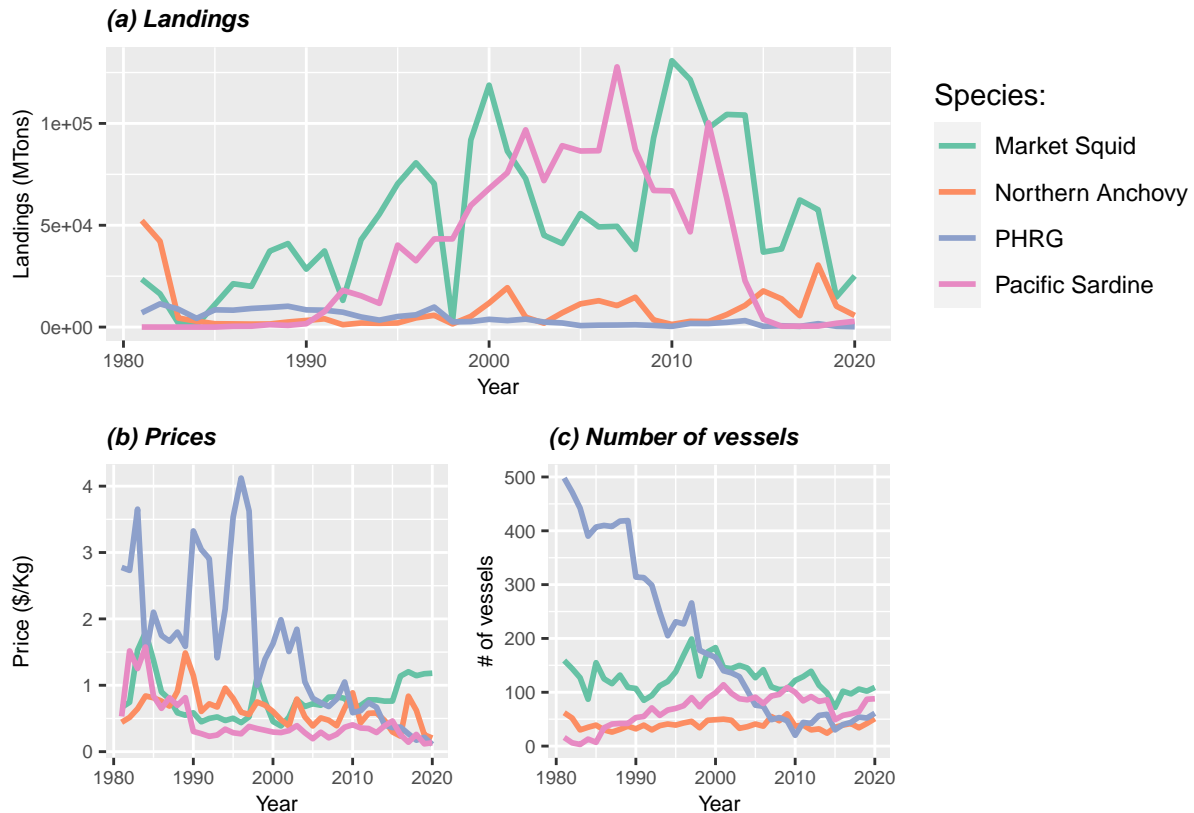 (a) Landings
1e+05
5e+04
0e+00
Landings (MTons)
1980 1990 2000 2010 2020
Year
Species:
Market Squid
Northern Anchovy
PHRG
Pacific Sardine
(b) Prices
4
3
2
1
0
Price ($/Kg)
1980 1990 2000 2010 2020
Year
(c) Number of vessels
500
400
300
200
100
0
# of vessels
1980 1990 2000 2010 2020
Year